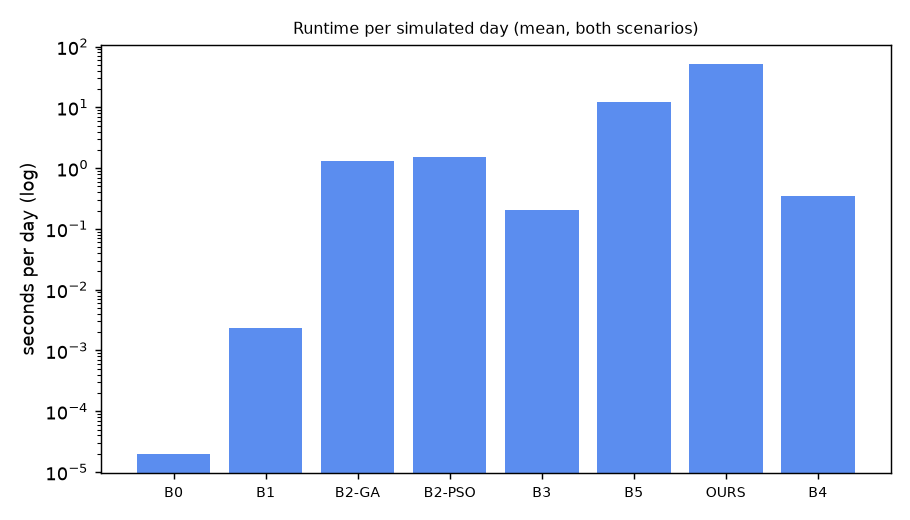 Runtime per simulated day (mean, both scenarios)
seconds per day (log)
10²
10¹
10⁰
10⁻¹
10⁻²
10⁻³
10⁻⁴
10⁻⁵
B0 B1 B2-GA B2-PSO B3 B5 OURS B4